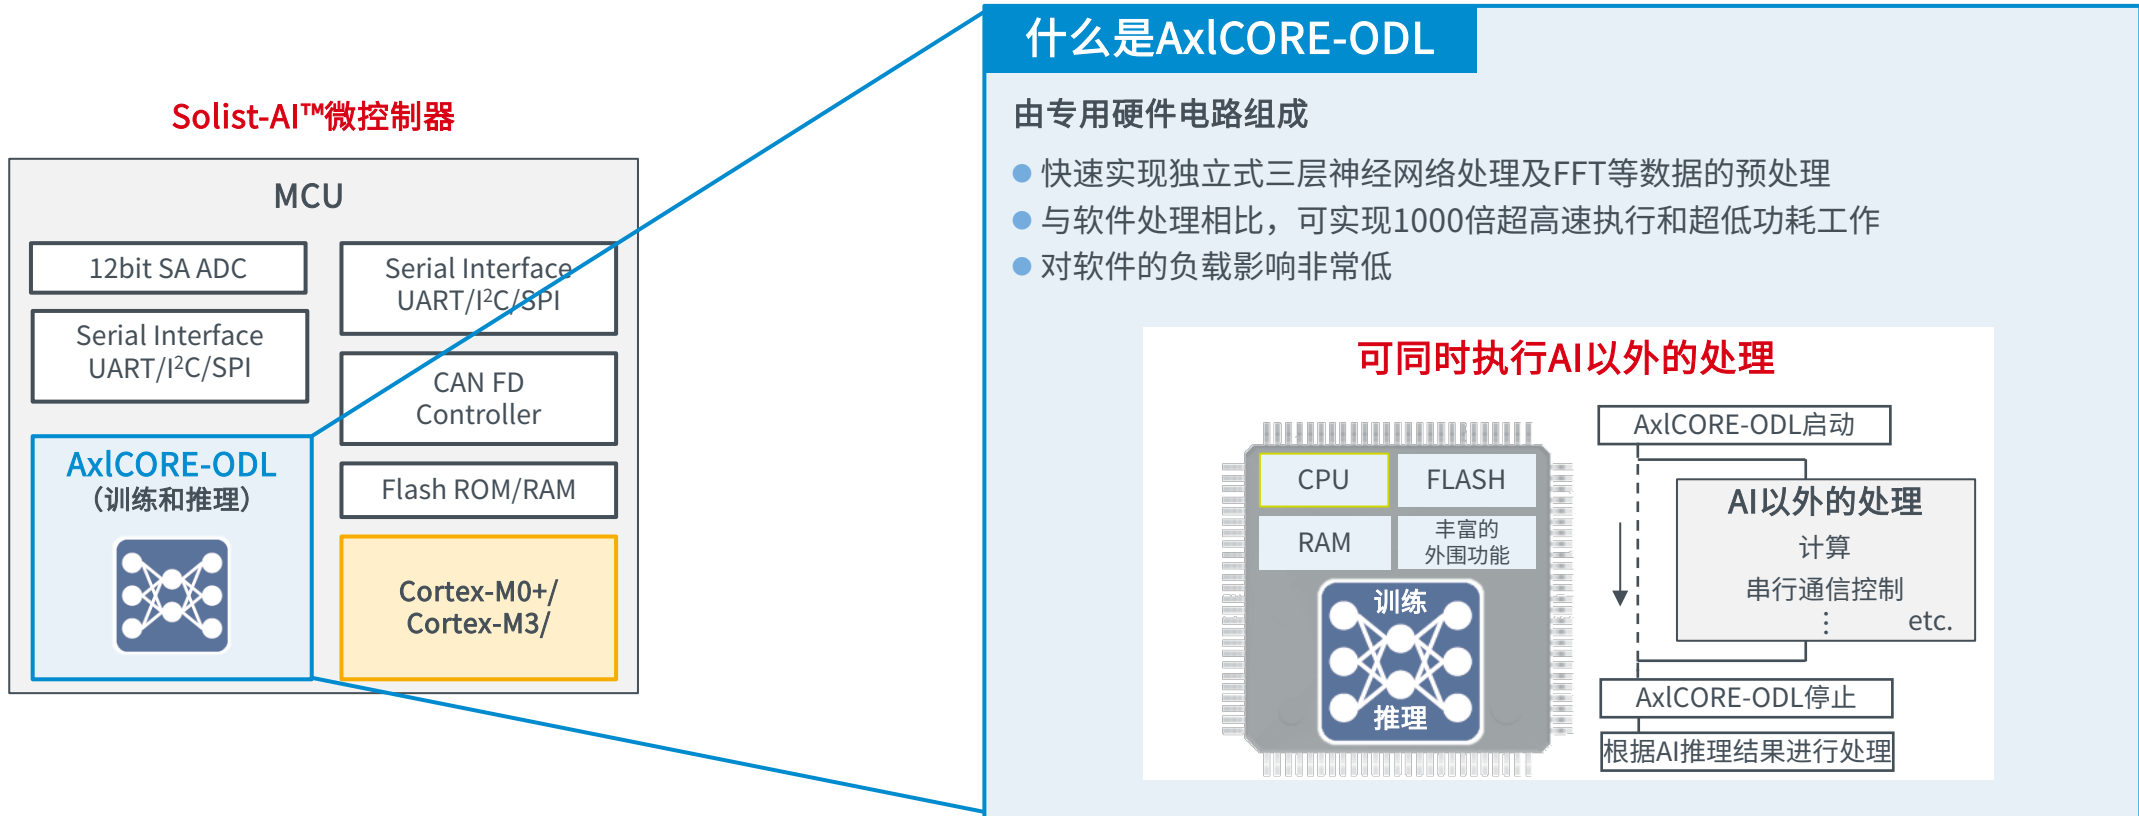 Solist-AI™微控制器
MCU
12bit SA ADC
Serial Interface
UART/I²C/SPI
Serial Interface
UART/I²C/SPI
CAN FD
Controller
AxlCORE-ODL
（训练和推理）
Flash ROM/RAM
Cortex-M0+/
Cortex-M3/
什么是AxlCORE-ODL
由专用硬件电路组成
快速实现独立式三层神经网络处理及FFT等数据的预处理
与软件处理相比，可实现1000倍超高速执行和超低功耗工作
对软件的负载影响非常低
可同时执行AI以外的处理
CPU
FLASH
RAM
丰富的
外围功能
训练
推理
AxlCORE-ODL启动
AI以外的处理
计算
串行通信控制
⋮ etc.
AxlCORE-ODL停止
根据AI推理结果进行处理